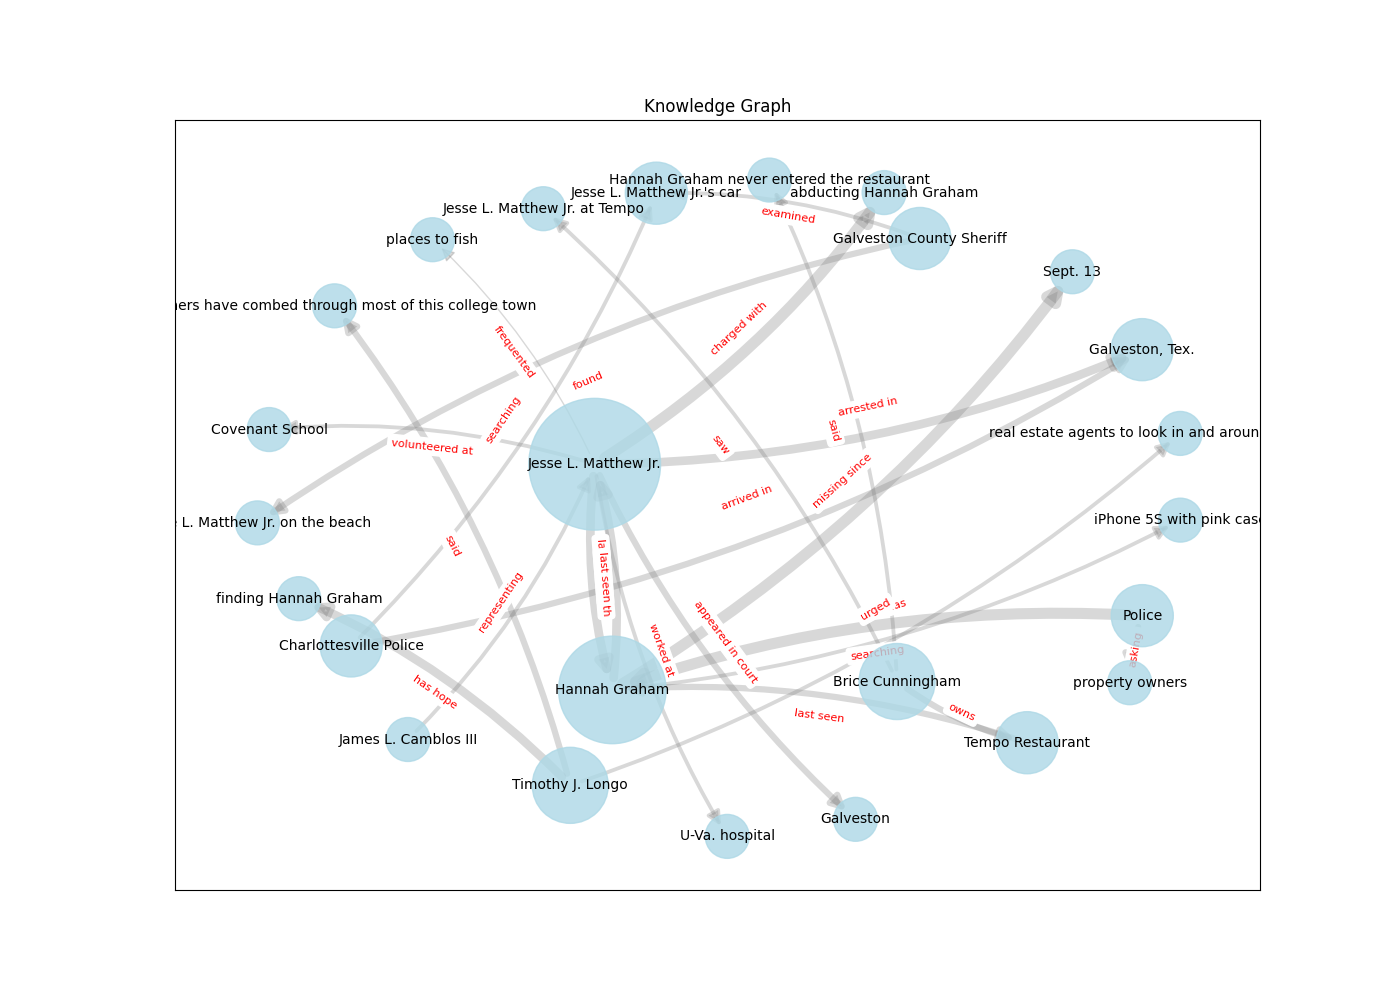 Knowledge Graph
Hannah Graham never entered the restaurant
Jesse L. Matthew Jr.'s car
abducting Hannah Graham
Jesse L. Matthew Jr. at Tempo
examined
places to fish
Galveston County Sheriff
Sept. 13
hers have combed through most of this college town
charged with
frequented
Galveston, Tex.
found
arrested in
searching
Covenant School
volunteered at
said
saw
real estate agents to look in and aroun
Jesse L. Matthew Jr.
missing since
arrived in
L. Matthew Jr. on the beach
iPhone 5S with pink case
said
last seen
finding Hannah Graham
representing
urged
as
Police
appeared in court
Charlottesville Police
worked at
searching
asking
Hannah Graham
Brice Cunningham
property owners
has hope
last seen
owns
James L. Camblos III
Tempo Restaurant
Timothy J. Longo
Galveston
U-Va. hospital